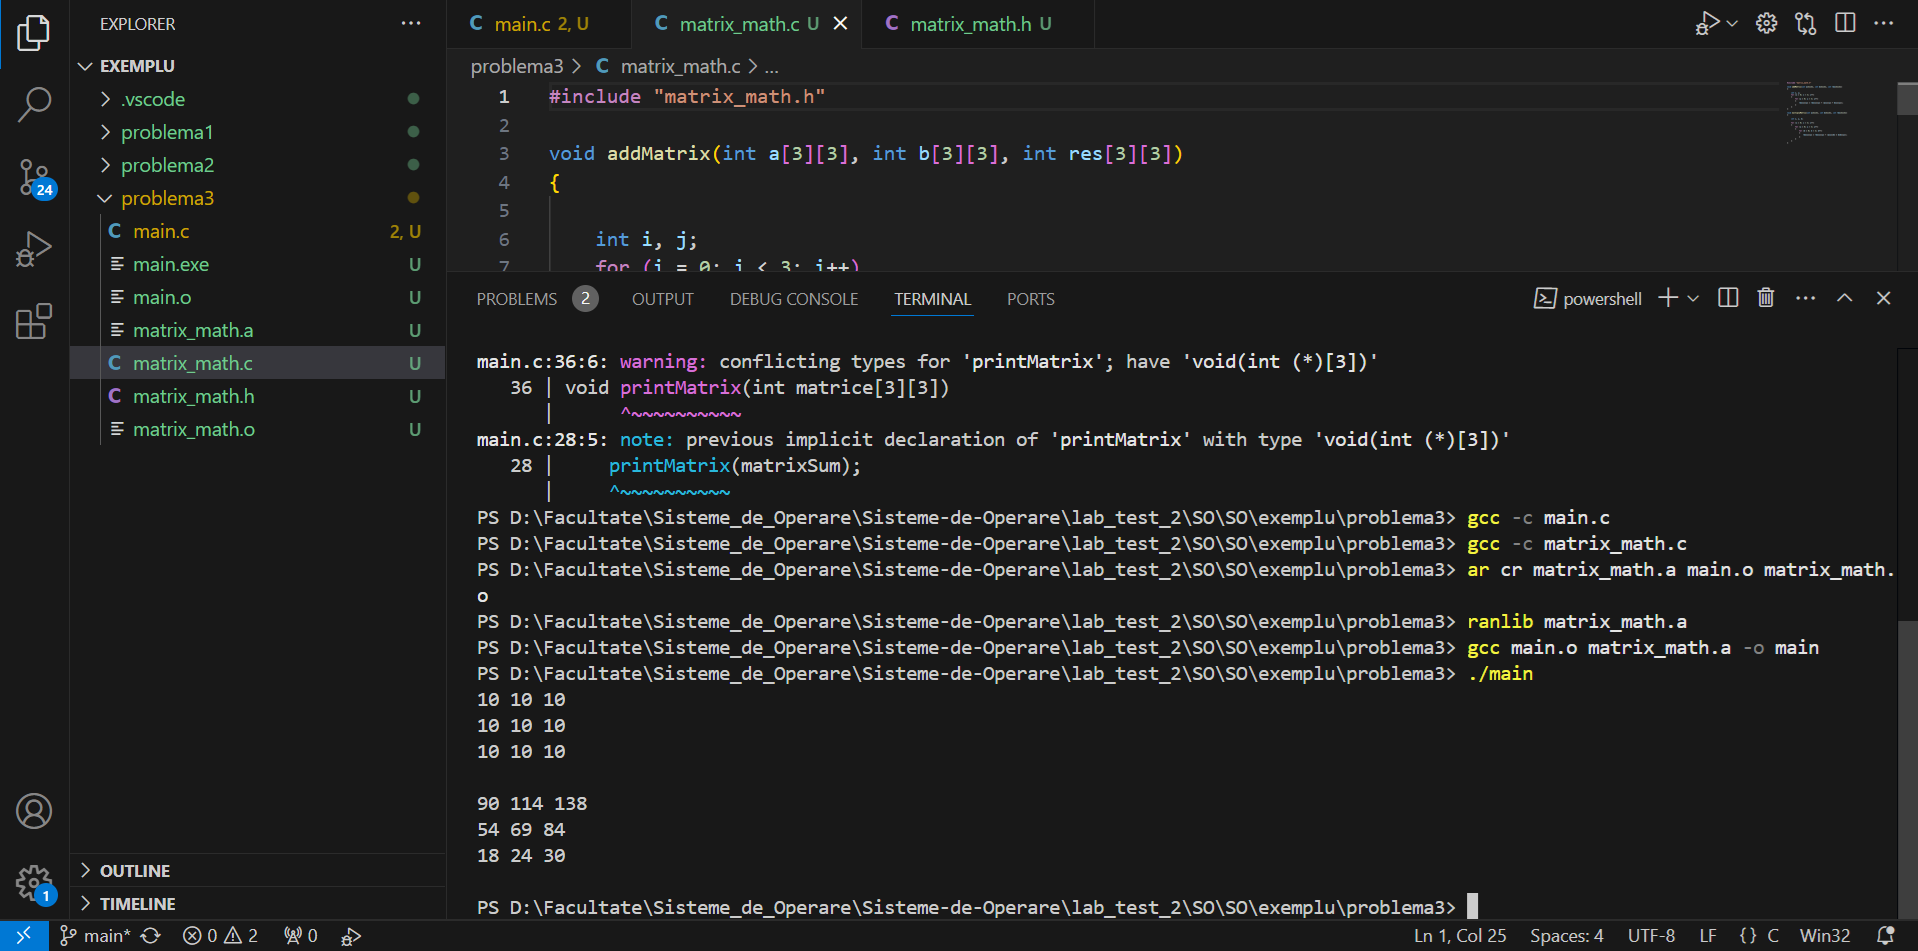 EXPLORER
EXEMPLU
.vscode
problema1
problema2
problema3
main.c 2, U
main.exe U
main.o U
matrix_math.a U
matrix_math.c U
matrix_math.h U
matrix_math.o U
OUTLINE
TIMELINE
24
1
main.c 2, U
matrix_math.c U
matrix_math.h U
problema3 > C matrix_math.c > ...
1 #include "matrix_math.h"
2
3 void addMatrix(int a[3][3], int b[3][3], int res[3][3])
4 {
5
6 int i, j;
7 for (i = 0; i < 3; i++)
PROBLEMS 2 OUTPUT DEBUG CONSOLE TERMINAL PORTS
powershell
main.c:36:6: warning: conflicting types for 'printMatrix'; have 'void(int (*)[3])'
36 | void printMatrix(int matrice[3][3])
| ^~~~~~~~~~~
main.c:28:5: note: previous implicit declaration of 'printMatrix' with type 'void(int (*)[3])'
28 | printMatrix(matrixSum);
| ^~~~~~~~~~~
PS D:\Facultate\Sisteme_de_Operare\Sisteme-de-Operare\lab_test_2\SO\SO\exemplu\problema3> gcc -c main.c
PS D:\Facultate\Sisteme_de_Operare\Sisteme-de-Operare\lab_test_2\SO\SO\exemplu\problema3> gcc -c matrix_math.c
PS D:\Facultate\Sisteme_de_Operare\Sisteme-de-Operare\lab_test_2\SO\SO\exemplu\problema3> ar cr matrix_math.a main.o matrix_math.
o
PS D:\Facultate\Sisteme_de_Operare\Sisteme-de-Operare\lab_test_2\SO\SO\exemplu\problema3> ranlib matrix_math.a
PS D:\Facultate\Sisteme_de_Operare\Sisteme-de-Operare\lab_test_2\SO\SO\exemplu\problema3> gcc main.o matrix_math.a -o main
PS D:\Facultate\Sisteme_de_Operare\Sisteme-de-Operare\lab_test_2\SO\SO\exemplu\problema3> ./main
10 10 10
10 10 10
10 10 10
90 114 138
54 69 84
18 24 30
PS D:\Facultate\Sisteme_de_Operare\Sisteme-de-Operare\lab_test_2\SO\SO\exemplu\problema3>
main* 0 2 0 Ln 1, Col 25 Spaces: 4 UTF-8 LF {} C Win32